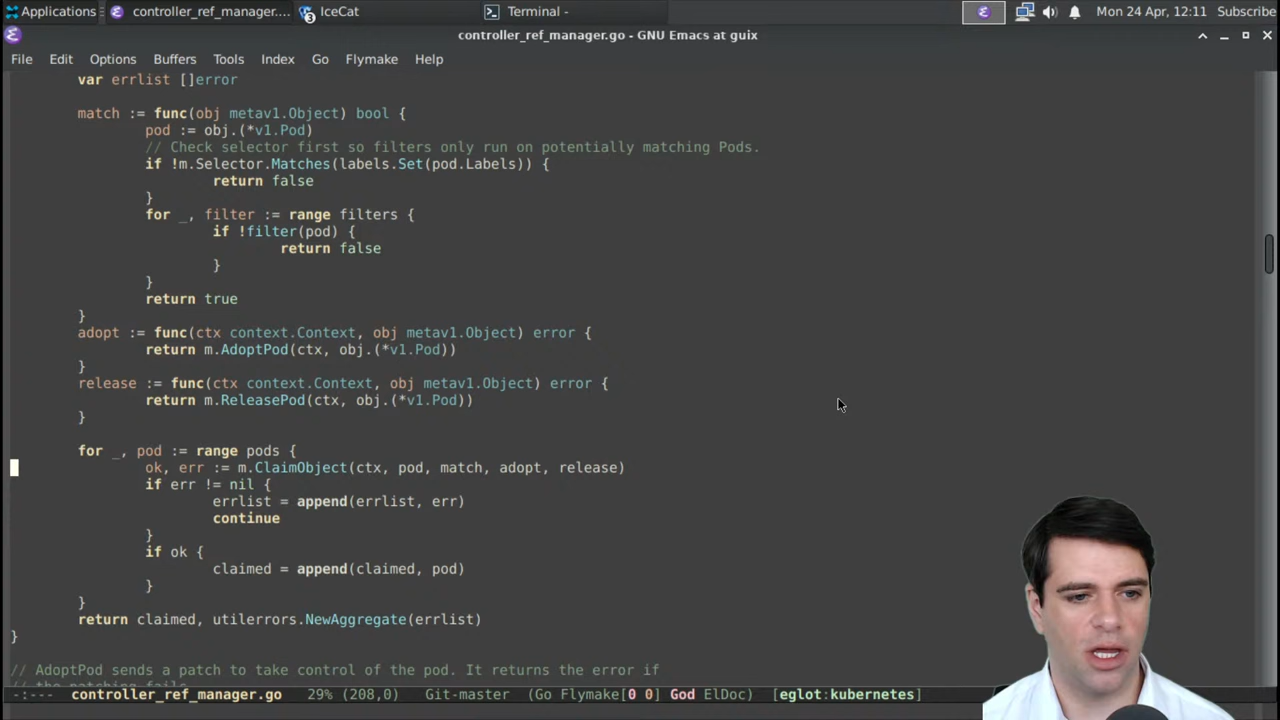 Applications controller_ref_manager.... IceCat Terminal - Mon 24 Apr, 12:11 Subscribe
3
controller_ref_manager.go - GNU Emacs at guix
File Edit Options Buffers Tools Index Go Flymake Help
var errlist []error
match := func(obj metav1.Object) bool {
pod := obj.(*v1.Pod)
// Check selector first so filters only run on potentially matching Pods.
if !m.Selector.Matches(labels.Set(pod.Labels)) {
return false
}
for _, filter := range filters {
if !filter(pod) {
return false
}
}
return true
}
adopt := func(ctx context.Context, obj metav1.Object) error {
return m.AdoptPod(ctx, obj.(*v1.Pod))
}
release := func(ctx context.Context, obj metav1.Object) error {
return m.ReleasePod(ctx, obj.(*v1.Pod))
}
for _, pod := range pods {
ok, err := m.ClaimObject(ctx, pod, match, adopt, release)
if err != nil {
errlist = append(errlist, err)
continue
}
if ok {
claimed = append(claimed, pod)
}
}
return claimed, utilerrors.NewAggregate(errlist)
}
// AdoptPod sends a patch to take control of the pod. It returns the error if
// the patching fails.
-:--- controller_ref_manager.go 29% (208,0) Git-master (Go Flymake[0 0] God ElDoc) [eglot:kubernetes]